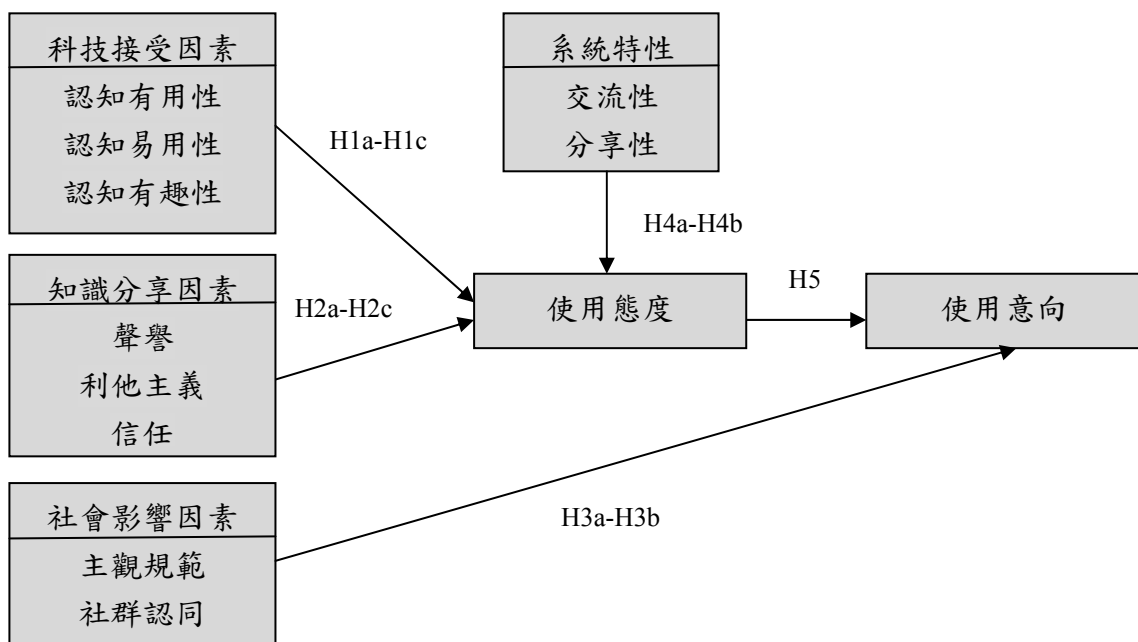 科技接受因素
認知有用性
認知易用性
認知有趣性
H1a-H1c
系統特性
交流性
分享性
H4a-H4b
知識分享因素
聲譽
利他主義
信任
H2a-H2c
使用態度
H5
使用意向
社會影響因素
主觀規範
社群認同
H3a-H3b